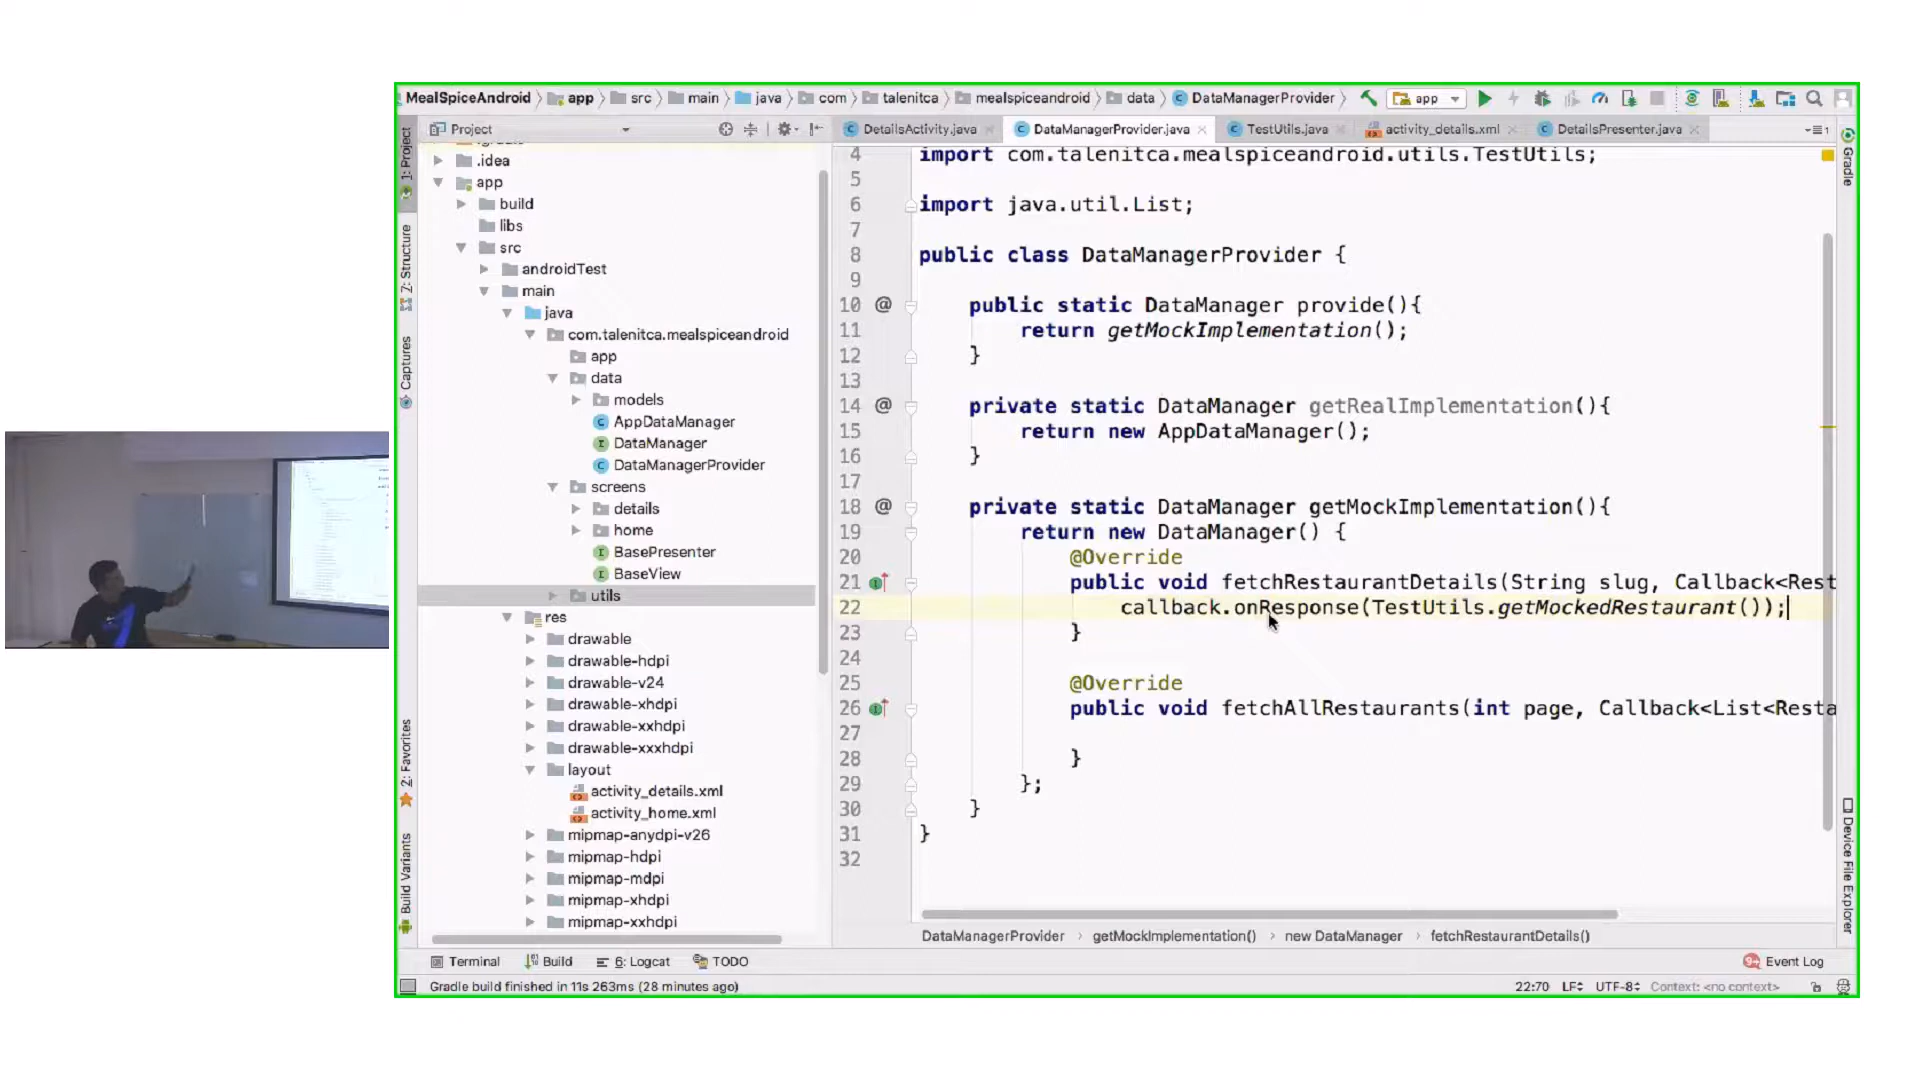 MealSpiceAndroid app src main java com talenitca mealspiceandroid data DataManagerProvider app
1: Project
Project
DetailsActivity.java DataManagerProvider.java TestUtils.java activity_details.xml DetailsPresenter.java
Gradle
.idea
app
build
libs
src
androidTest
main
java
com.talenitca.mealspiceandroid
app
data
models
AppDataManager
DataManager
DataManagerProvider
screens
details
home
BasePresenter
BaseView
utils
res
drawable
drawable-hdpi
drawable-v24
drawable-xhdpi
drawable-xxhdpi
drawable-xxxhdpi
layout
activity_details.xml
activity_home.xml
mipmap-anydpi-v26
mipmap-hdpi
mipmap-mdpi
mipmap-xhdpi
mipmap-xxhdpi
7: Structure
Captures
2: Favorites
Build Variants
4 import com.talenitca.mealspiceandroid.utils.TestUtils;
5
6 import java.util.List;
7
8 public class DataManagerProvider {
9
10 @ public static DataManager provide(){
11 return getMockImplementation();
12 }
13
14 @ private static DataManager getRealImplementation(){
15 return new AppDataManager();
16 }
17
18 @ private static DataManager getMockImplementation(){
19 return new DataManager() {
20 @Override
21 public void fetchRestaurantDetails(String slug, Callback<Rest
22 callback.onResponse(TestUtils.getMockedRestaurant());
23 }
24
25 @Override
26 public void fetchAllRestaurants(int page, Callback<List<Resta
27
28 }
29 };
30 }
31 }
32
Device File Explorer
DataManagerProvider › getMockImplementation() › new DataManager › fetchRestaurantDetails()
Terminal Build 6: Logcat TODO Event Log
Gradle build finished in 11s 263ms (28 minutes ago) 22:70 LF UTF-8 Context: <no context>